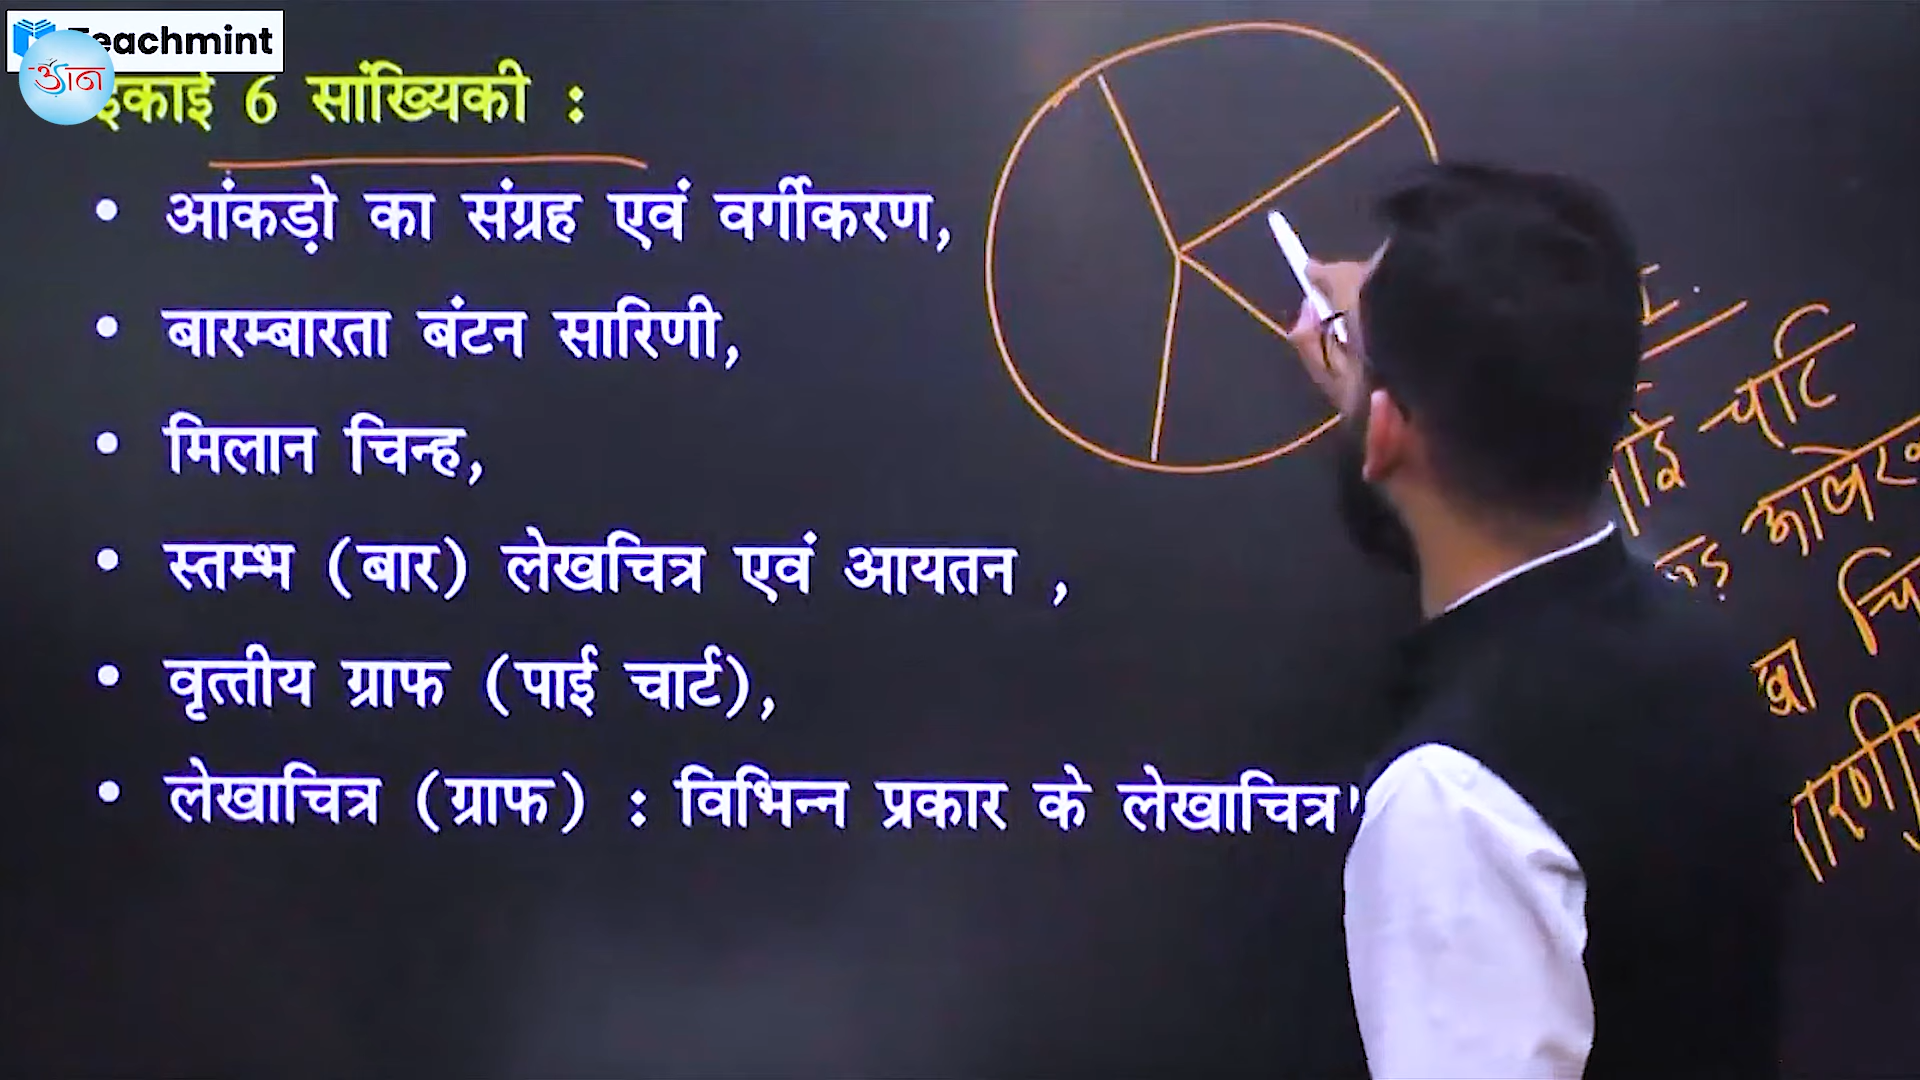 Teachmint
इकाई 6 सांख्यिकी :
• आंकड़ो का संग्रह एवं वर्गीकरण,
• बारम्बारता बंटन सारिणी,
• मिलान चिन्ह,
• स्तम्भ (बार) लेखचित्र एवं आयतन ,
• वृत्तीय ग्राफ (पाई चार्ट),
• लेखाचित्र (ग्राफ) : विभिन्न प्रकार के लेखाचित्र
पाई चार्ट